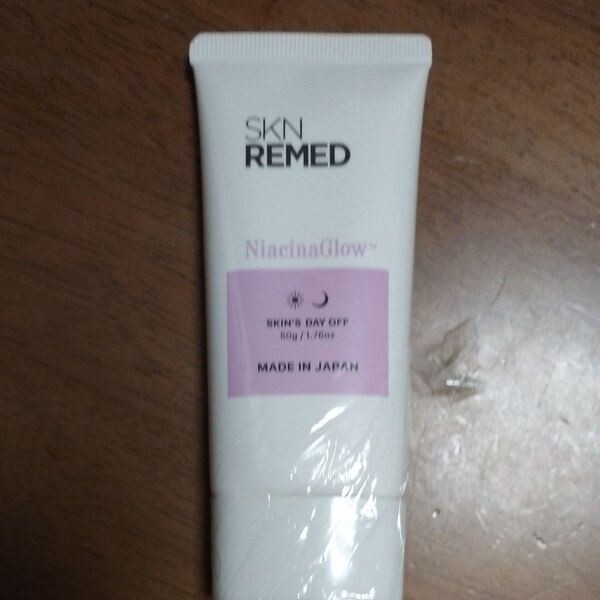 SKN
REMED
NiacinaGlow™
SKIN'S DAY OFF
50g / 1.76oz
MADE IN JAPAN